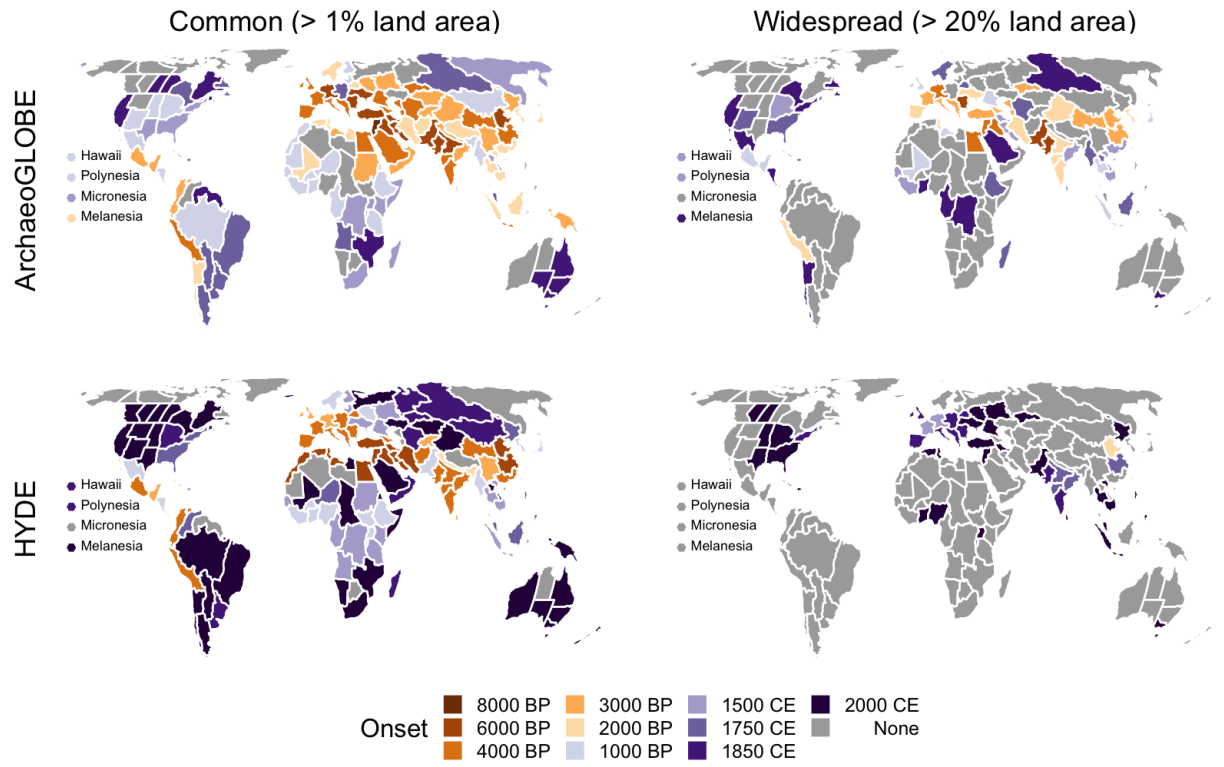 Common (> 1% land area)
Widespread (> 20% land area)
ArchaeoGLOBE
Hawaii
Polynesia
Micronesia
Melanesia
Hawaii
Polynesia
Micronesia
Melanesia
HYDE
Hawaii
Polynesia
Micronesia
Melanesia
Hawaii
Polynesia
Micronesia
Melanesia
Onset
8000 BP
6000 BP
4000 BP
3000 BP
2000 BP
1000 BP
1500 CE
1750 CE
1850 CE
2000 CE
None